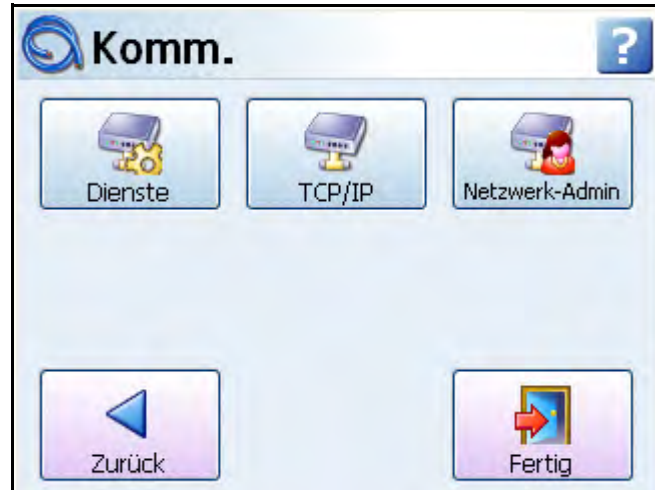 Komm.
?
Dienste
TCP/IP
Netzwerk-Admin
Zurück
Fertig